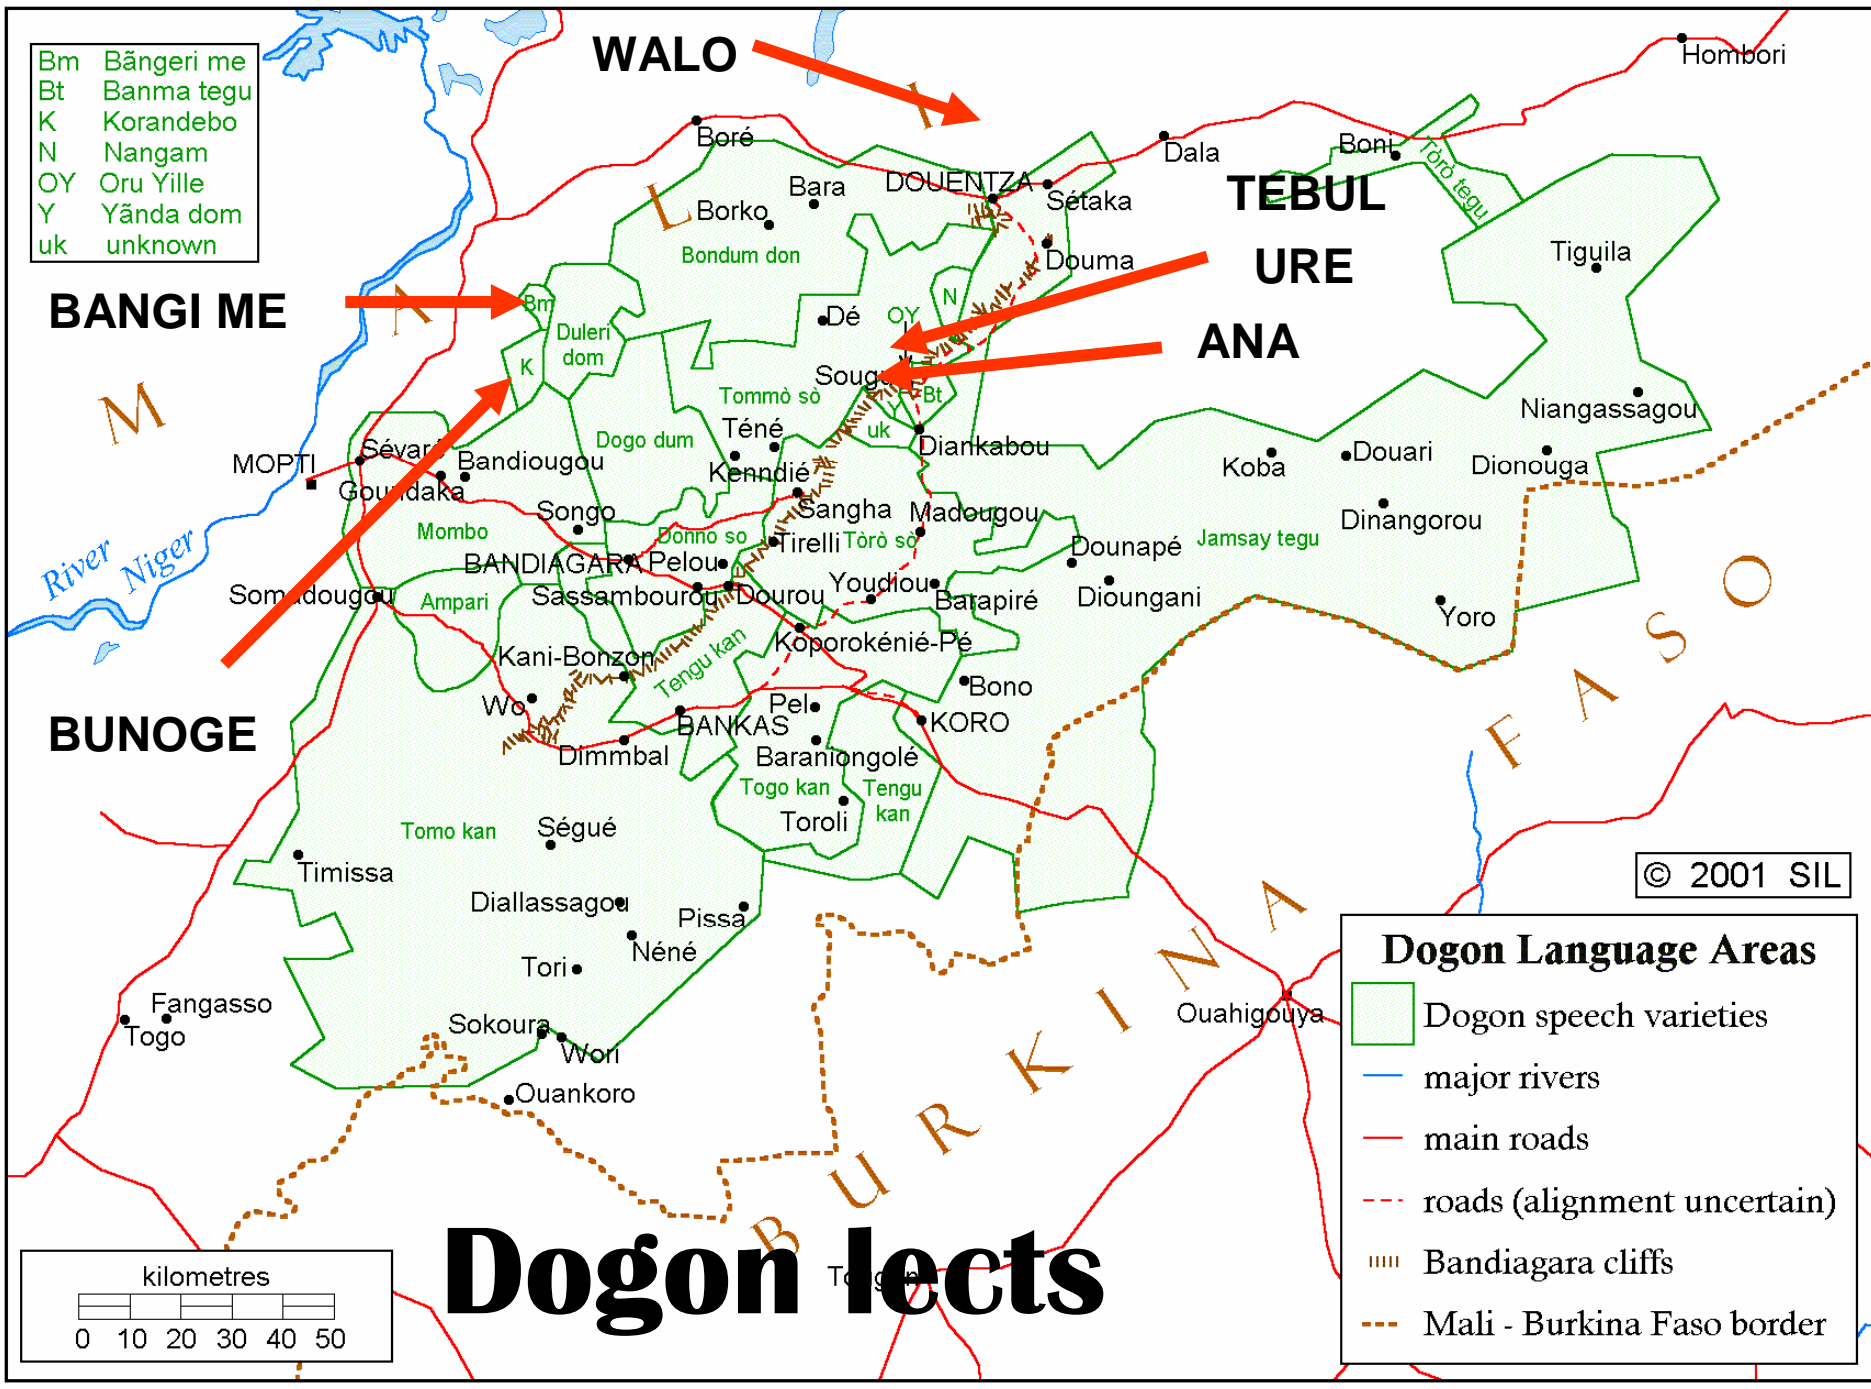 Bm Bãngeri me
Bt Banma tegu
K Korandebo
N Nangam
OY Oru Yille
Y Yãnda dom
uk unknown
WALO
Hombori
Boré
Dala
Boni
Tòrò tegu
I
L
A
M
Bara
DOUENTZA
Sétaka
TEBUL
URE
Borko
Bondum don
Douma
Tiguila
BANGI ME
Bm
N
Dé
OY
Duleri
dom
ANA
K
Sougu
Tommò sò
Bt
Y
uk
Niangassagou
Dogo dum
Téné
Diankabou
MOPTI
Sévaré
Bandiougou
Kenndié
Koba
Douari
Dionouga
Goundaka
Songo
Sangha
Madougou
Dinangorou
Mombo
Donno so
Tirelli
Tòrò sò
Dounapé
Jamsay tegu
River Niger
BANDIAGARA
Pelou
Somadougou
Ampari
Sassambourou
Dourou
Youdiou
Barapiré
Dioungani
Yoro
Kani-Bonzon
Tengu kan
Koporokénié-Pé
Wo
Bono
BUNOGE
BANKAS
Pel
KORO
Dimmbal
Baraniongolé
Togo kan
Tengu
kan
Tomo kan
Ségué
Toroli
Timissa
Diallassagou
Pissa
Néné
Tori
Fangasso
Togo
Sokoura
Wori
Ouankoro
Ouahigouya
BURKINA FASO
© 2001 SIL
Dogon Language Areas
Dogon speech varieties
major rivers
main roads
roads (alignment uncertain)
Bandiagara cliffs
Mali - Burkina Faso border
kilometres
0 10 20 30 40 50
Dogon lects